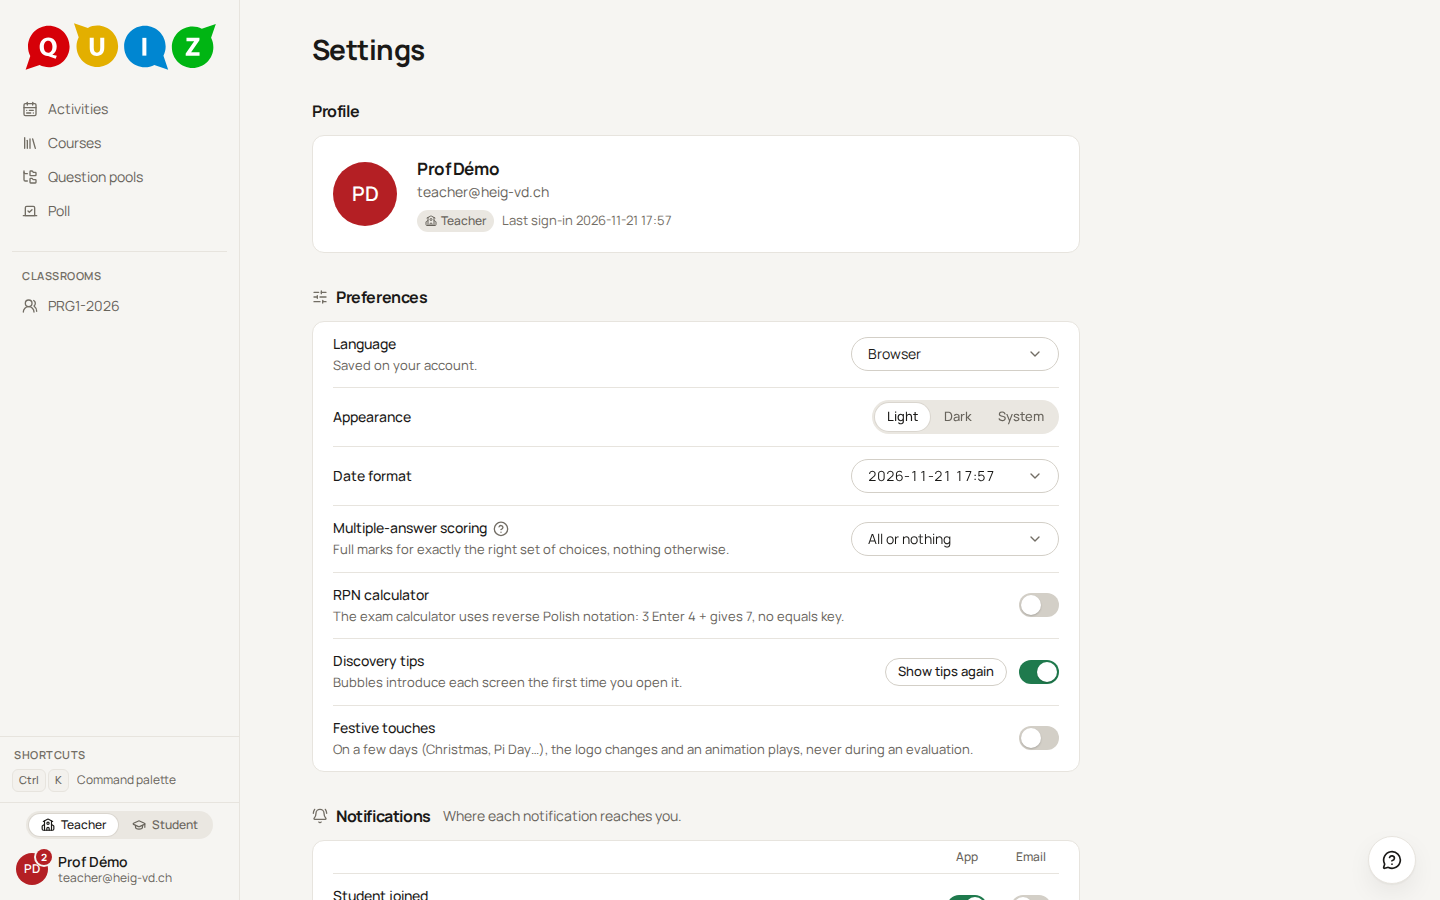 QUIZ
Activities
Courses
Question pools
Poll
CLASSROOMS
PRG1-2026
SHORTCUTS
Ctrl K Command palette
Teacher Student
PD 2 Prof Démo
teacher@heig-vd.ch
Settings
Profile
PD
Prof Démo
teacher@heig-vd.ch
Teacher Last sign-in 2026-11-21 17:57
Preferences
Language
Saved on your account.
Browser
Appearance
Light Dark System
Date format
2026-11-21 17:57
Multiple-answer scoring
Full marks for exactly the right set of choices, nothing otherwise.
All or nothing
RPN calculator
The exam calculator uses reverse Polish notation: 3 Enter 4 + gives 7, no equals key.
Discovery tips
Bubbles introduce each screen the first time you open it.
Show tips again
Festive touches
On a few days (Christmas, Pi Day…), the logo changes and an animation plays, never during an evaluation.
Notifications Where each notification reaches you.
App Email
Student joined